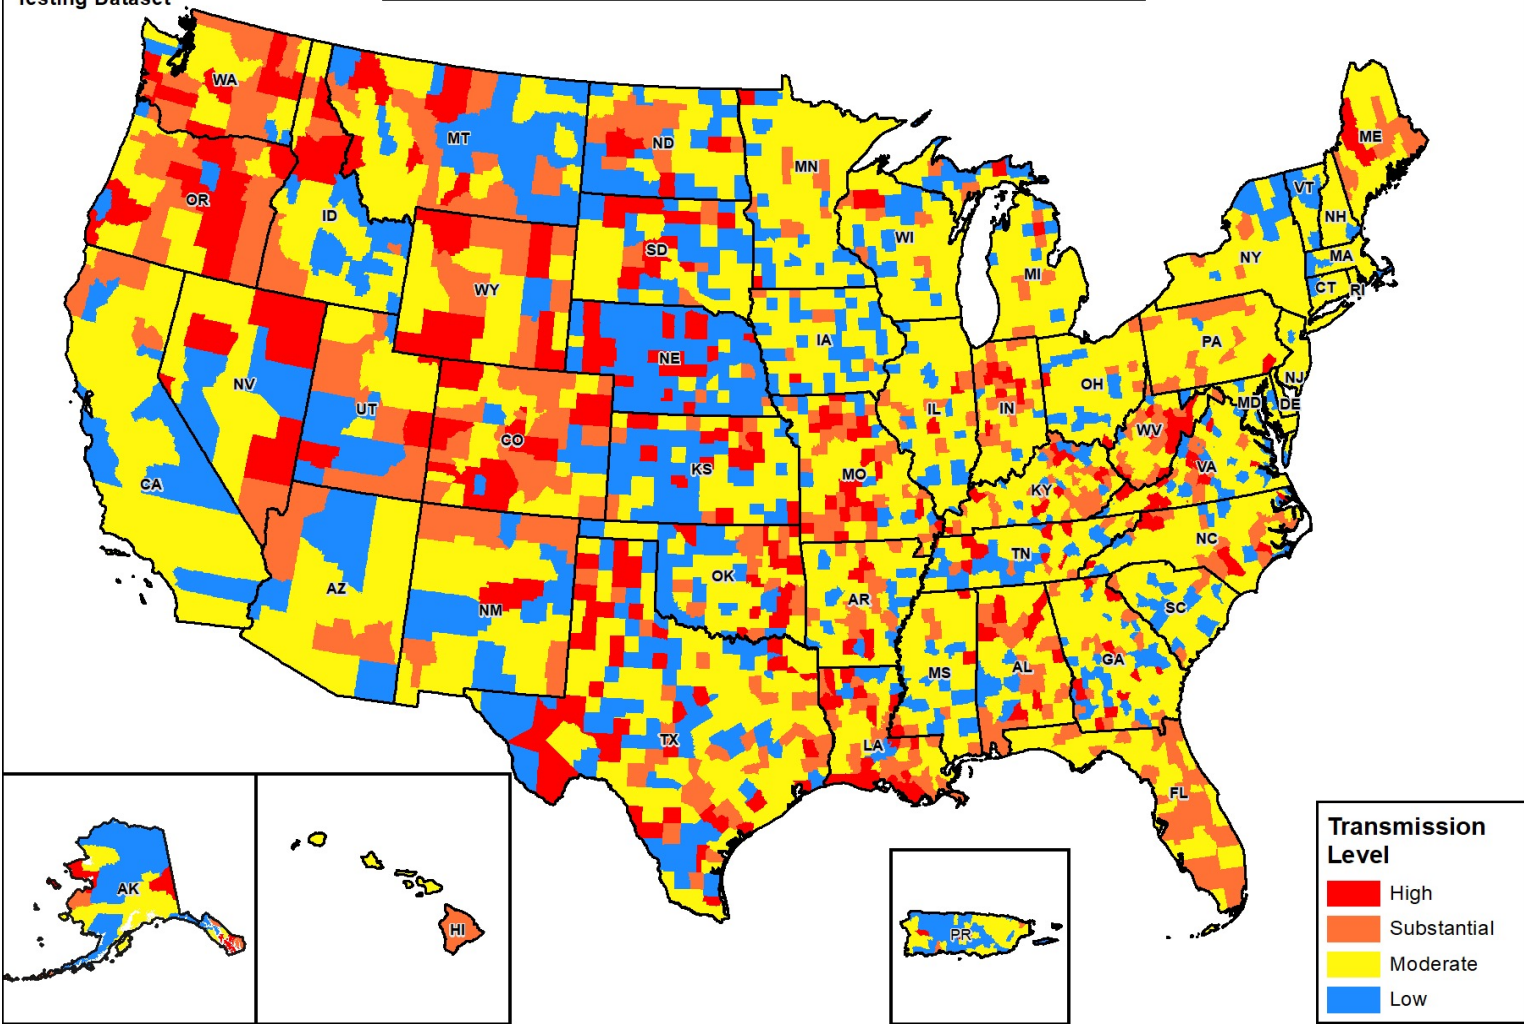 Testing Dataset
WA
MT
ND
MN
ME
OR
ID
SD
WI
VT
NH
WY
MI
NY
MA
CT
RI
NE
IA
PA
NV
UT
CO
IL
IN
OH
NJ
MD
DE
CA
KS
MO
WV
VA
KY
AZ
NM
OK
AR
TN
NC
SC
TX
LA
MS
AL
GA
FL
AK
HI
PR
Transmission
Level
High
Substantial
Moderate
Low